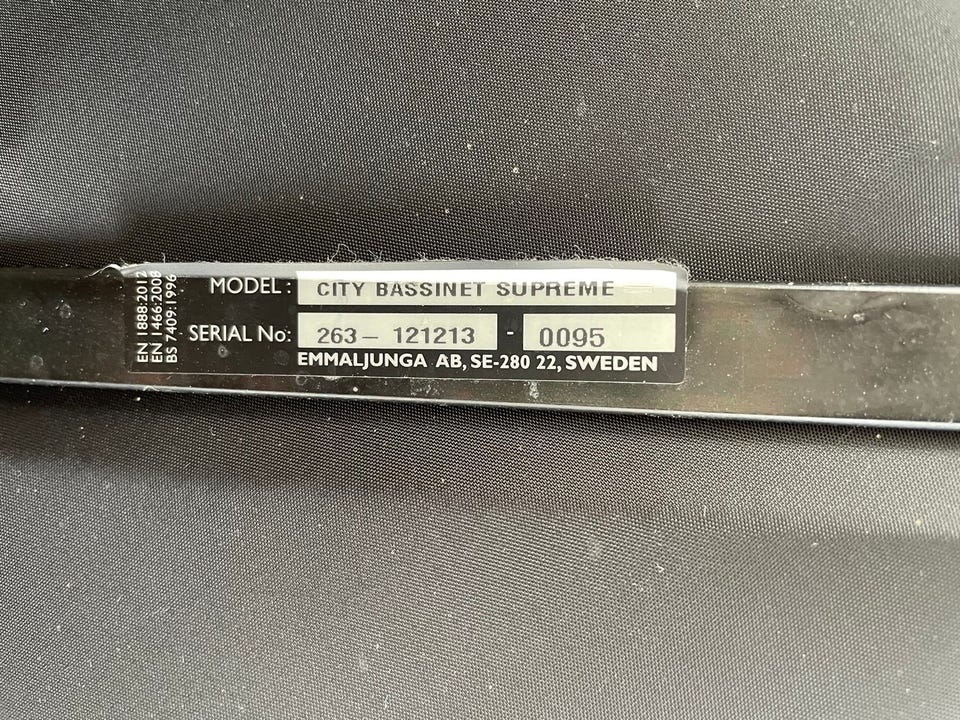 MODEL: CITY BASSINET SUPREME
SERIAL No: 263- 121213 - 0095
EMMALJUNGA AB, SE-280 22, SWEDEN
EN 1888:2012
EN 1466:2008
BS 7409:1996